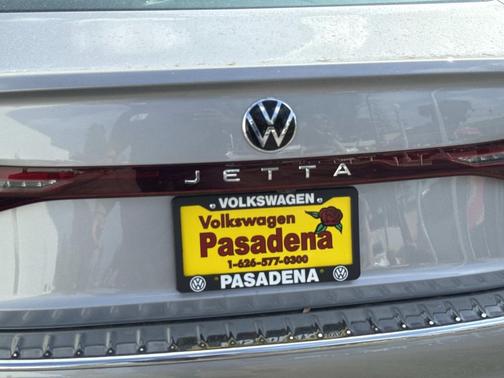 JETTA
VOLKSWAGEN
Volkswagen
Pasadena
1-626-577-0300
PASADENA